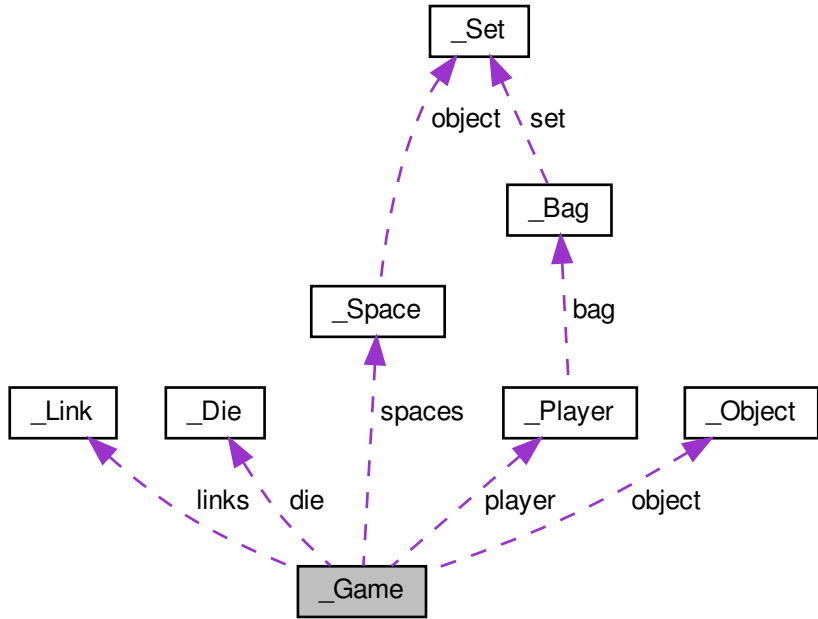 _Set
object
set
_Bag
_Space
bag
_Link
_Die
spaces
_Player
_Object
links
die
player
object
_Game